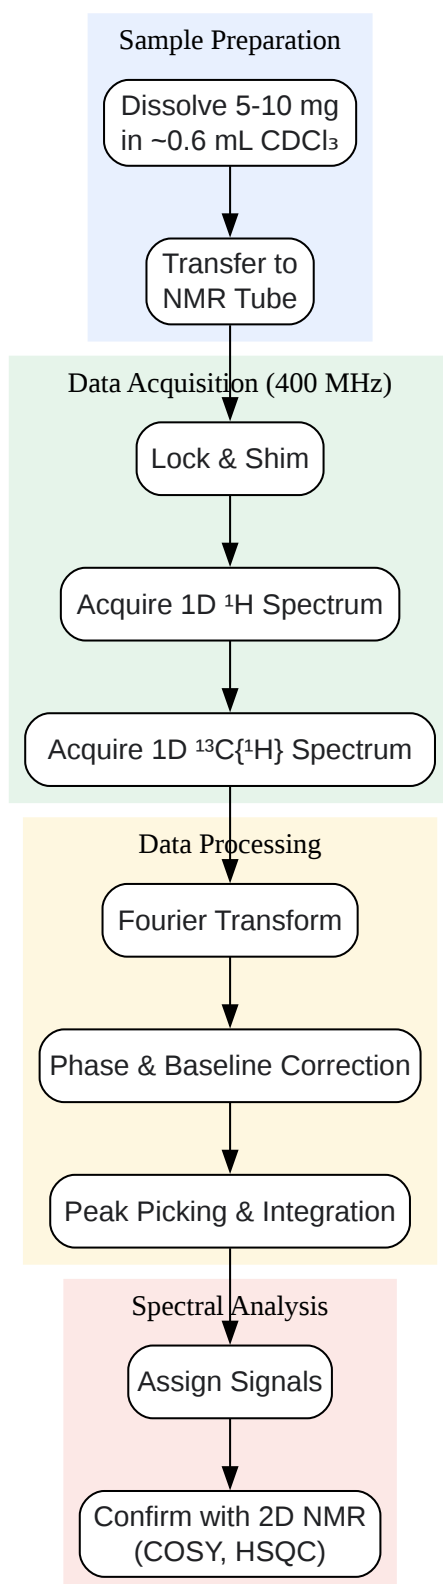 Sample Preparation
Dissolve 5-10 mg
in ~0.6 mL CDCl₃
Transfer to
NMR Tube
Data Acquisition (400 MHz)
Lock & Shim
Acquire 1D ¹H Spectrum
Acquire 1D ¹³C{¹H} Spectrum
Data Processing
Fourier Transform
Phase & Baseline Correction
Peak Picking & Integration
Spectral Analysis
Assign Signals
Confirm with 2D NMR
(COSY, HSQC)